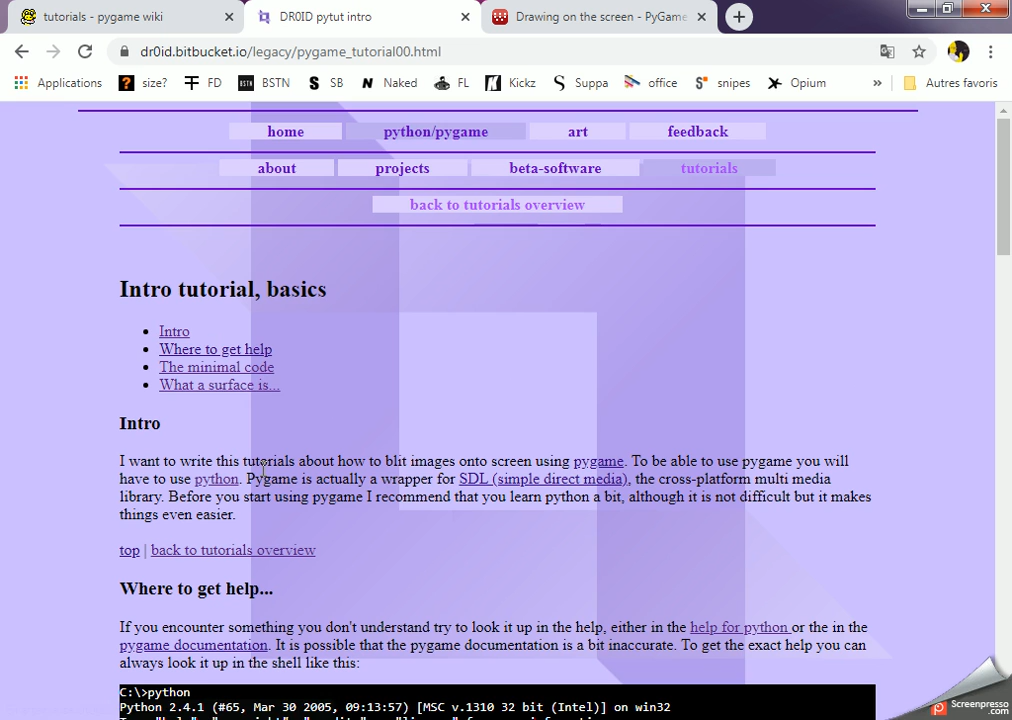 tutorials - pygame wiki
DR0ID pytut intro
Drawing on the screen - PyGame
dr0id.bitbucket.io/legacy/pygame_tutorial00.html
Applications ? size? FD BSTN BSTN S SB N Naked FL K Kickz S Suppa office S snipes Opium » Autres favoris
home python/pygame art feedback
about projects beta-software tutorials
back to tutorials overview
Intro tutorial, basics
• Intro
• Where to get help
• The minimal code
• What a surface is...
Intro
I want to write this tutorials about how to blit images onto screen using pygame. To be able to use pygame you will
have to use python. Pygame is actually a wrapper for SDL (simple direct media), the cross-platform multi media
library. Before you start using pygame I recommend that you learn python a bit, although it is not difficult but it makes
things even easier.
top | back to tutorials overview
Where to get help...
If you encounter something you don't understand try to look it up in the help, either in the help for python or the in the
pygame documentation. It is possible that the pygame documentation is a bit inaccurate. To get the exact help you can
always look it up in the shell like this:
C:\>python
Python 2.4.1 (#65, Mar 30 2005, 09:13:57) [MSC v.1310 32 bit (Intel)] on win32
Screenpresso
.com